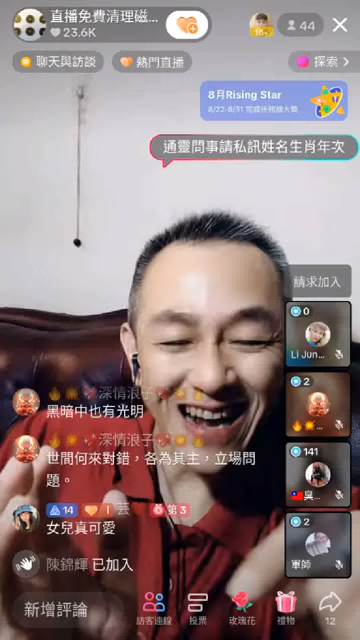 直播免費清理磁...
23.6K
10+
44
聊天與訪談
熱門直播
探索
8月Rising Star
8/22-8/31 完成任務搶大獎
通靈問事請私訊姓名生肖年次
請求加入
0
Li Jun...
2
141
臭...
2
軍師
深情浪子
黑暗中也有光明
深情浪子
世間何來對錯，各為其主，立場問
題。
14 I 芸 第3
女兒真可愛
陳錦輝 已加入
新增評論
訪客連線
投票
玫瑰花
禮物
12